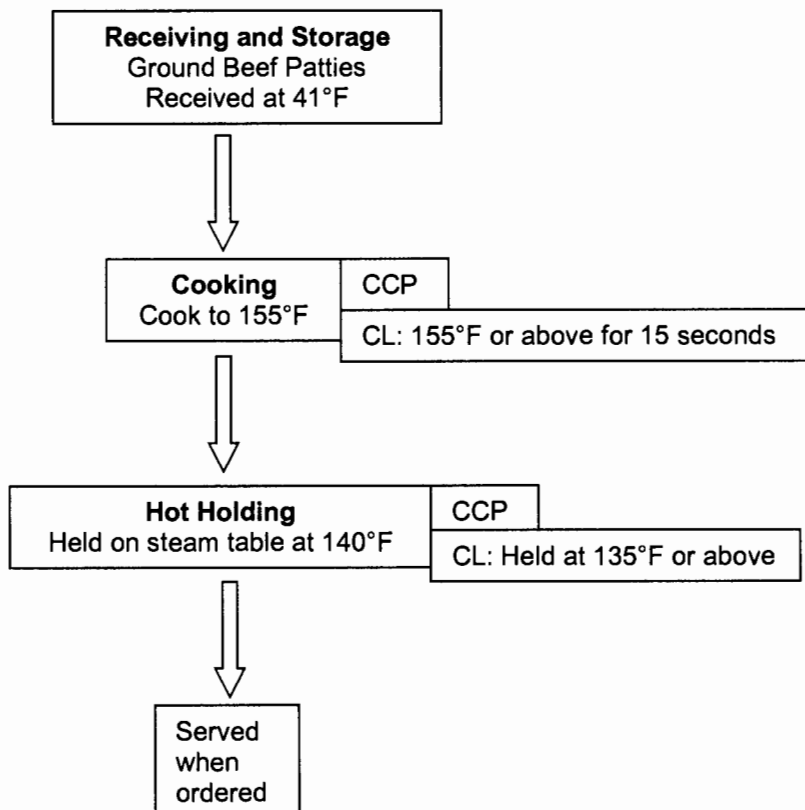 Receiving and Storage
Ground Beef Patties
Received at 41°F
Cooking
Cook to 155°F
CCP
CL: 155°F or above for 15 seconds
Hot Holding
Held on steam table at 140°F
CCP
CL: Held at 135°F or above
Served
when
ordered